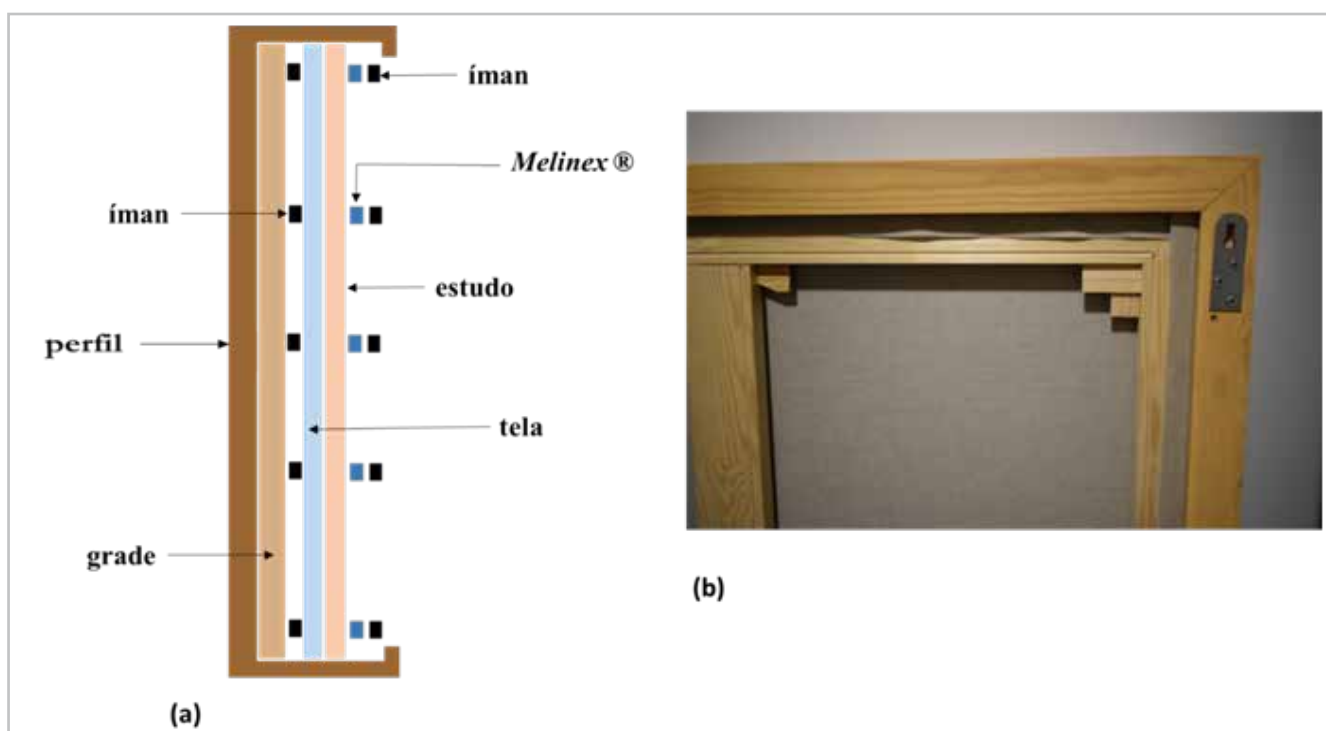 íman
Melinex ®
íman
estudo
perfil
tela
grade
(a)
(b)